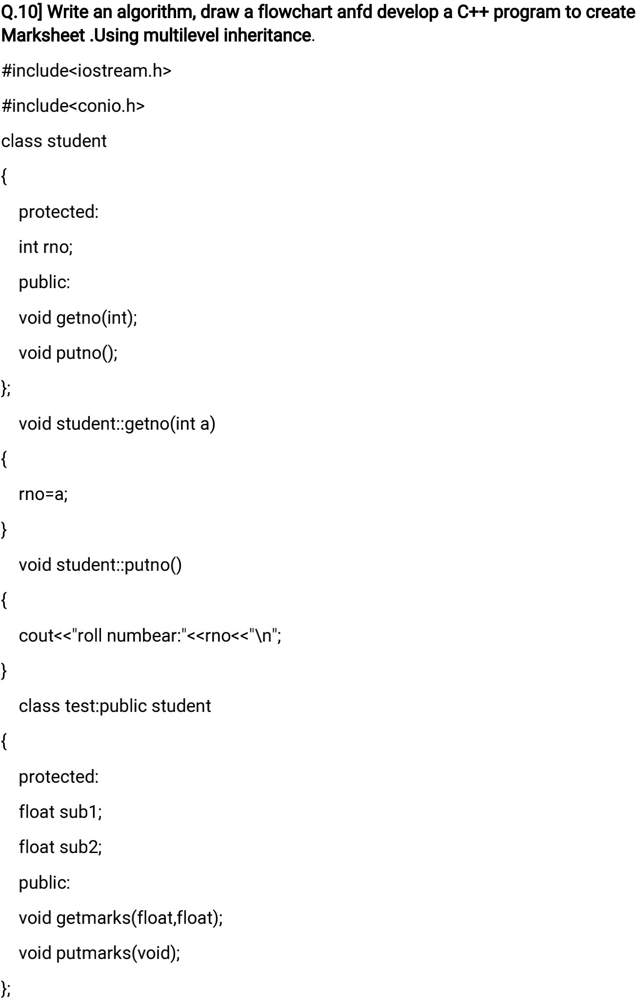 Q.10] Write an algorithm, draw a flowchart anfd develop a C++ program to create
Marksheet .Using multilevel inheritance.
#include<iostream.h>
#include<conio.h>
class student
{
protected:
int rno;
public:
void getno(int);
void putno();
};
void student::getno(int a)
{
rno=a;
}
void student::putno()
{
cout<<"roll numbear:"<<rno<<"\n";
}
class test:public student
{
protected:
float sub1;
float sub2;
public:
void getmarks(float,float);
void putmarks(void);
};